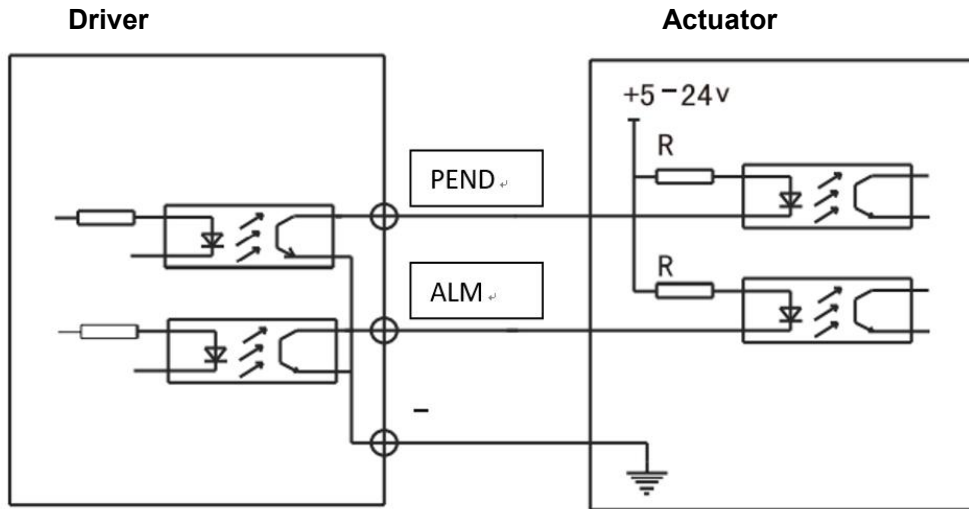 Driver
Actuator
+5-24v
R
PEND
R
ALM
-